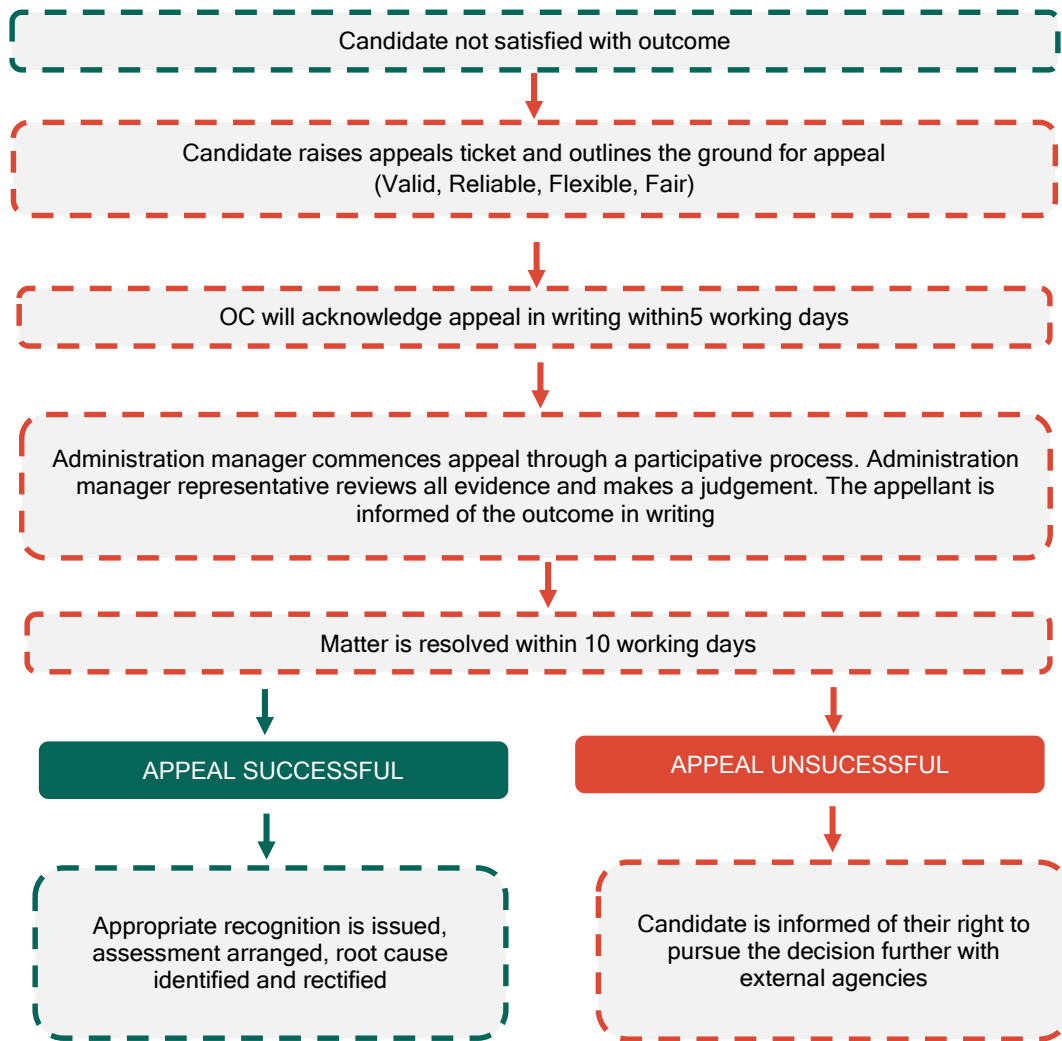 Candidate not satisfied with outcome
Candidate raises appeals ticket and outlines the ground for appeal
(Valid, Reliable, Flexible, Fair)
OC will acknowledge appeal in writing within5 working days
Administration manager commences appeal through a participative process. Administration
manager representative reviews all evidence and makes a judgement. The appellant is
informed of the outcome in writing
Matter is resolved within 10 working days
APPEAL SUCCESSFUL
APPEAL UNSUCESSFUL
Appropriate recognition is issued,
assessment arranged, root cause
identified and rectified
Candidate is informed of their right to
pursue the decision further with
external agencies